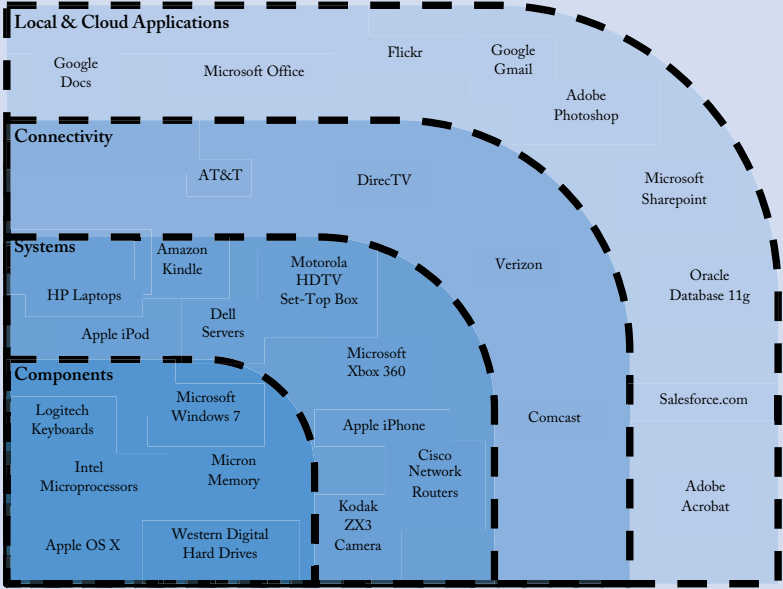 Local & Cloud Applications
Google
Docs
Microsoft Office
Flickr
Google
Gmail
Adobe
Photoshop
Microsoft
Sharepoint
Oracle
Database 11g
Salesforce.com
Adobe
Acrobat
Connectivity
AT&T
DirecTV
Verizon
Comcast
Systems
HP Laptops
Amazon
Kindle
Apple iPod
Dell
Servers
Motorola
HDTV
Set-Top Box
Microsoft
Xbox 360
Apple iPhone
Cisco
Network
Routers
Kodak
ZX3
Camera
Components
Logitech
Keyboards
Microsoft
Windows 7
Intel
Microprocessors
Micron
Memory
Apple OS X
Western Digital
Hard Drives